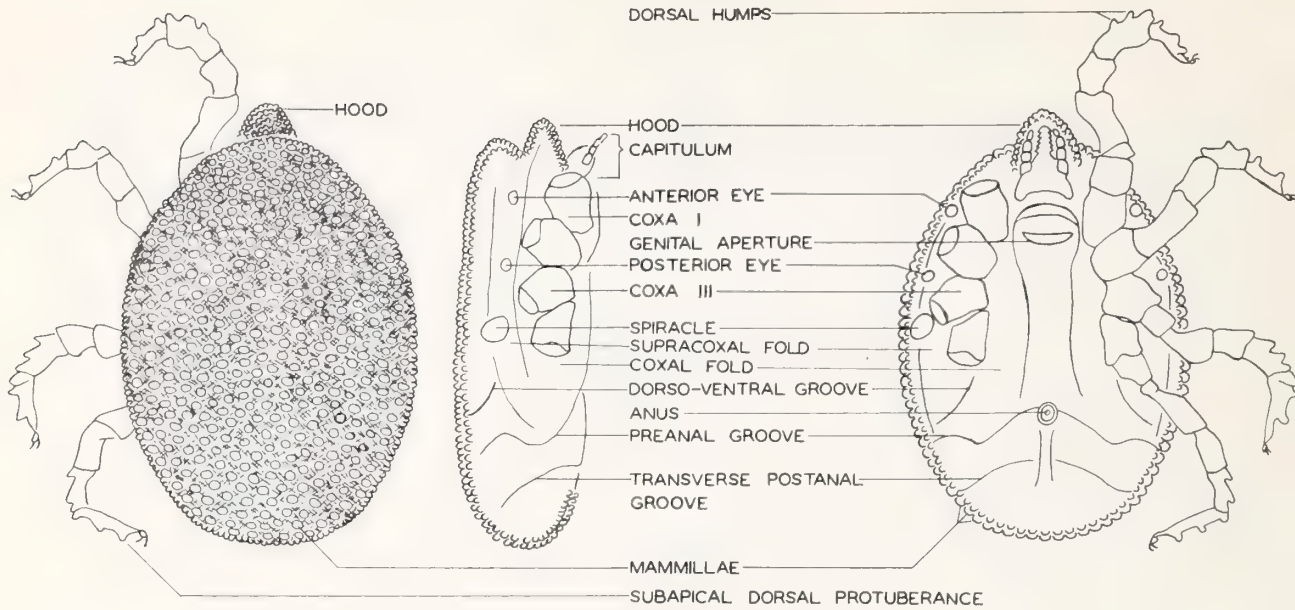 DORSAL HUMPS
HOOD
HOOD
CAPITULUM
ANTERIOR EYE
COXA I
GENITAL APERTURE
POSTERIOR EYE
COXA III
SPIRACLE
SUPRACOXAL FOLD
COXAL FOLD
DORSO-VENTRAL GROOVE
ANUS
PREANAL GROOVE
TRANSVERSE POSTANAL
GROOVE
MAMMILLAE
SUBAPICAL DORSAL PROTUBERANCE